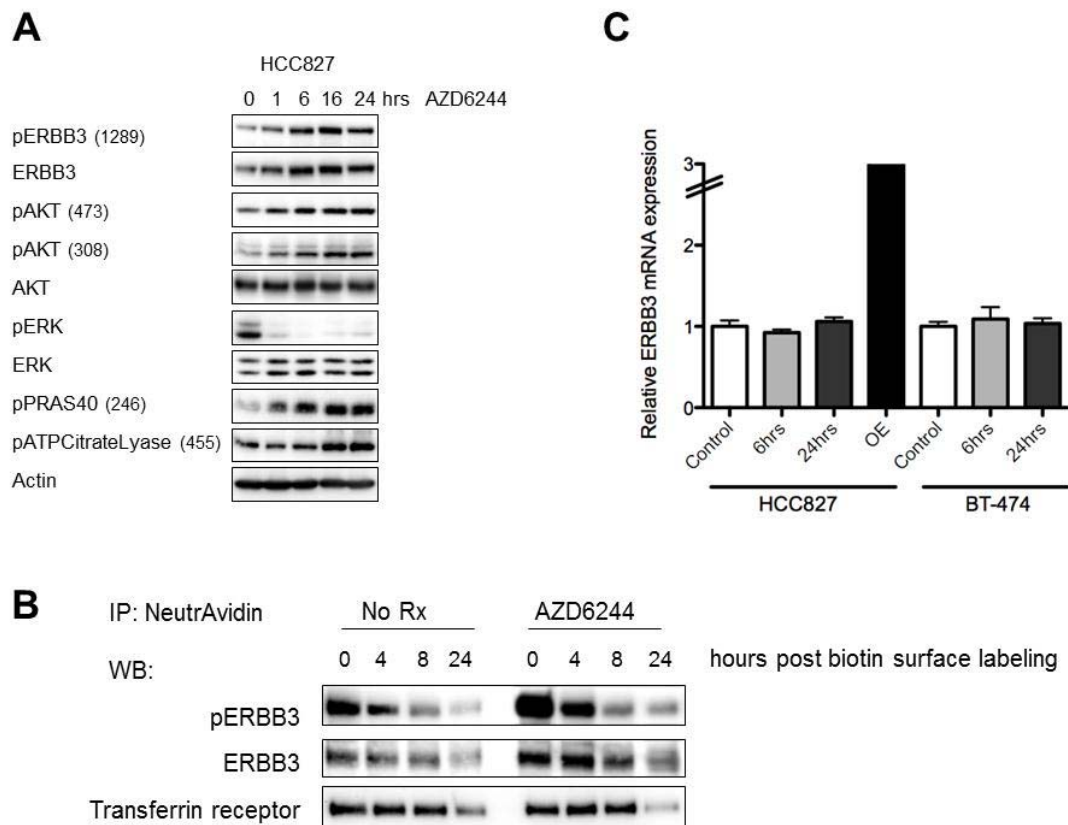 A
HCC827
0 1 6 16 24 hrs AZD6244
pERBB3 (1289)
ERBB3
pAKT (473)
pAKT (308)
AKT
pERK
ERK
pPRAS40 (246)
pATPCitrateLyase (455)
Actin
C
Relative ERBB3 mRNA expression
3
2
1
0
Control 6hrs 24hrs OE Control 6hrs 24hrs
HCC827 BT-474
B
IP: NeutrAvidin No Rx AZD6244
WB: 0 4 8 24 0 4 8 24 hours post biotin surface labeling
pERBB3
ERBB3
Transferrin receptor